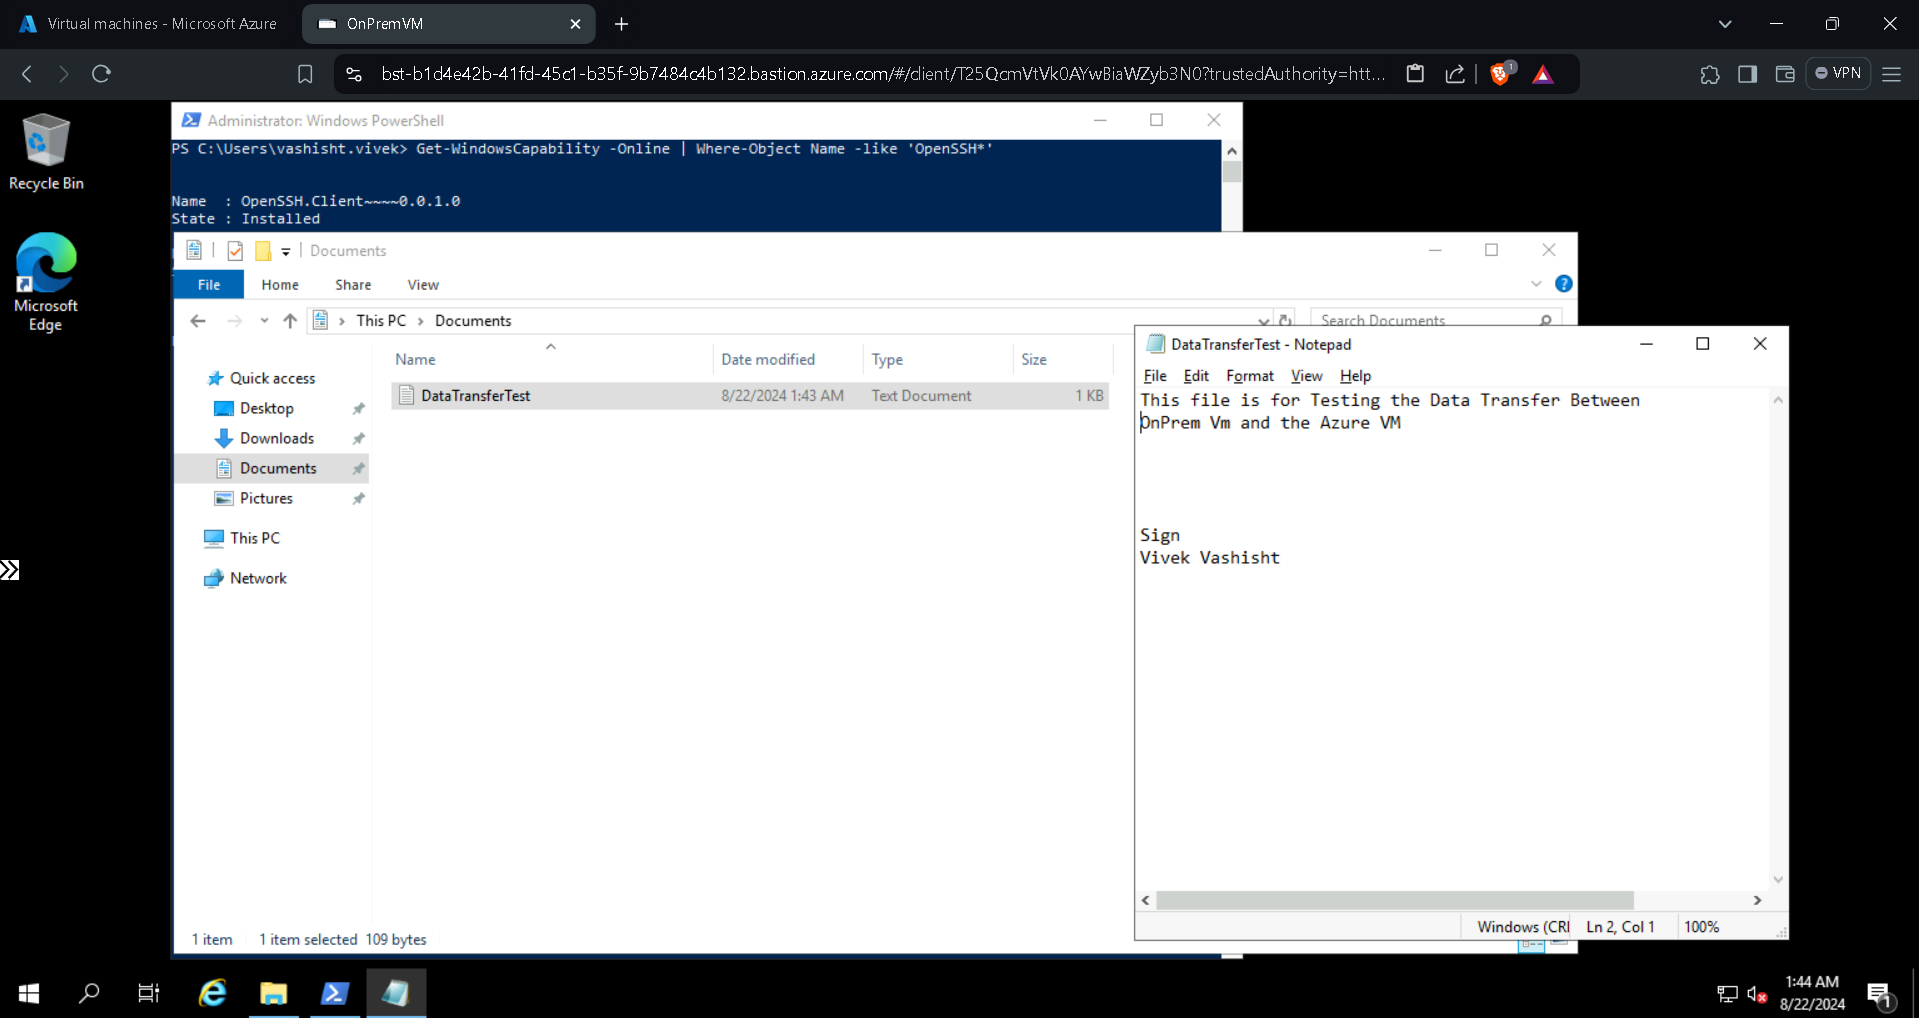 Virtual machines - Microsoft Azure
OnPremVM
bst-b1d4e42b-41fd-45c1-b35f-9b7484c4b132.bastion.azure.com/#/client/T25QcmVtVk0AYwBiaWZyb3N0?trustedAuthority=htt...
1
VPN
Recycle Bin
Microsoft
Edge
Administrator: Windows PowerShell
PS C:\Users\vashisht.vivek> Get-WindowsCapability -Online | Where-Object Name -like 'OpenSSH*'
Name : OpenSSH.Client~~~~0.0.1.0
State : Installed
Documents
File Home Share View
This PC > Documents
Search Documents
Name Date modified Type Size
Quick access
Desktop
Downloads
Documents
Pictures
This PC
Network
DataTransferTest 8/22/2024 1:43 AM Text Document 1 KB
1 item 1 item selected 109 bytes
DataTransferTest - Notepad
File Edit Format View Help
This file is for Testing the Data Transfer Between
OnPrem Vm and the Azure VM
Sign
Vivek Vashisht
Windows (CRI Ln 2, Col 1 100%
1:44 AM
8/22/2024
1